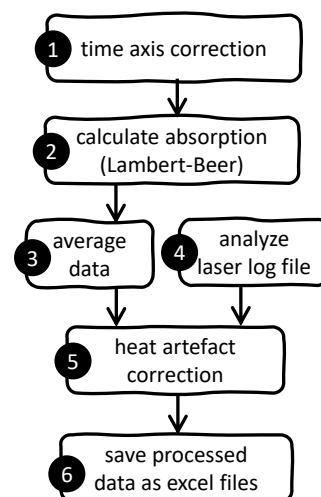 1 time axis correction
2 calculate absorption
(Lambert-Beer)
3 average
data
4 analyze
laser log file
5 heat artefact
correction
6 save processed
data as excel files